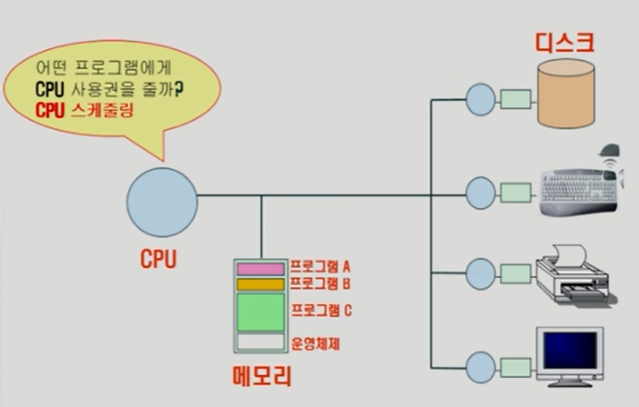 어떤 프로그램에게
CPU 사용권을 줄까?
CPU 스케줄링
디스크
CPU
프로그램 A
프로그램 B
프로그램 C
운영체제
메모리